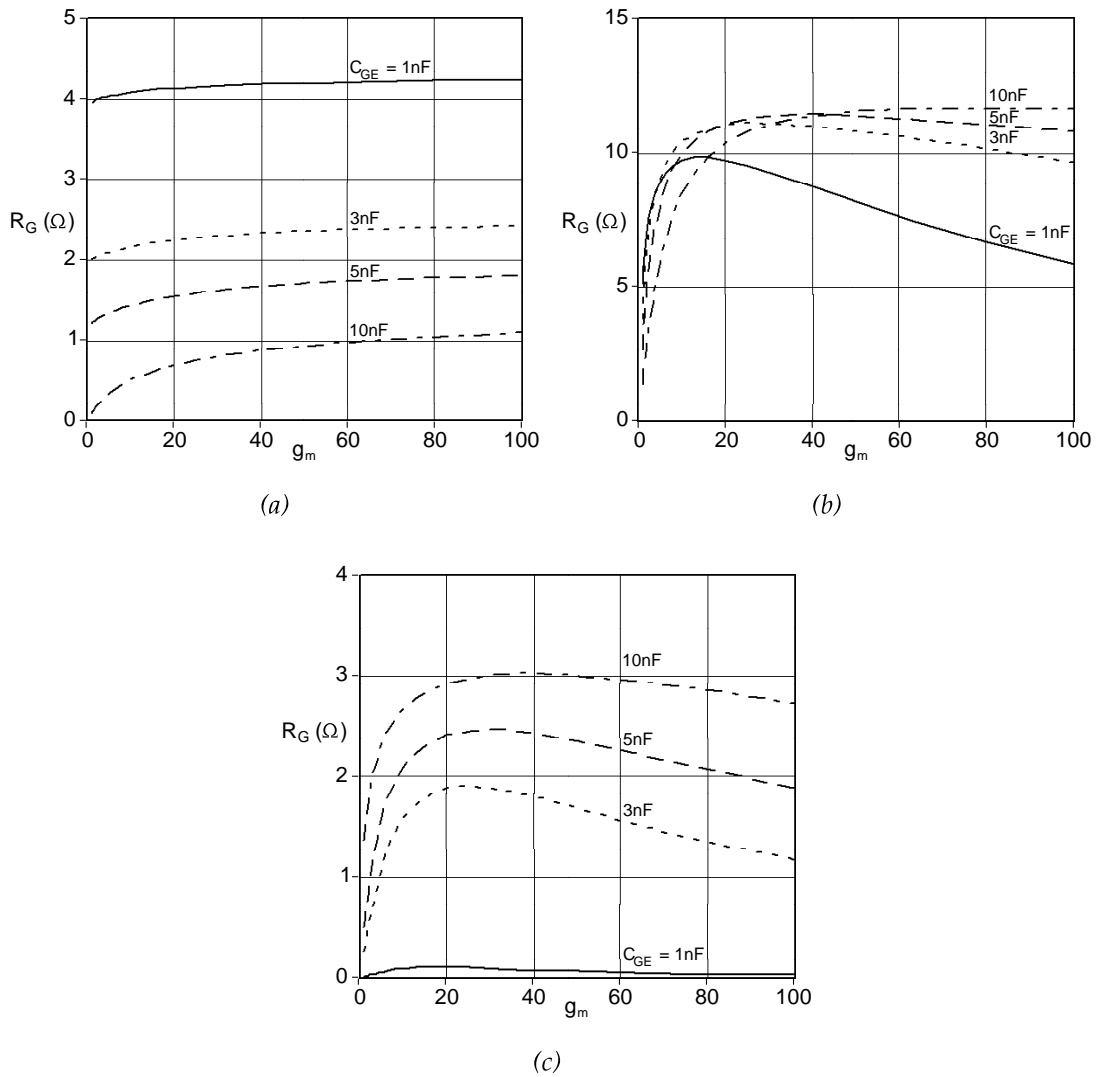 5
4
3
2
1
0
R_G (Ω)
C_GE = 1nF
3nF
5nF
10nF
0 20 40 60 80 100
g_m
(a)
15
10
5
0
R_G (Ω)
10nF
5nF
3nF
C_GE = 1nF
0 20 40 60 80 100
g_m
(b)
4
3
2
1
0
R_G (Ω)
10nF
5nF
3nF
C_GE = 1nF
0 20 40 60 80 100
g_m
(c)